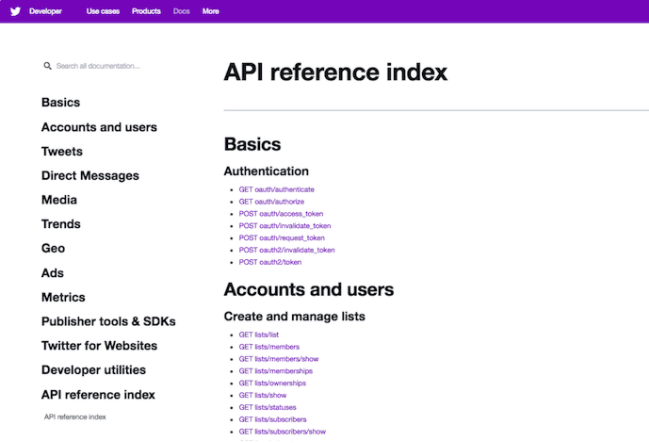 Developer Use cases Products Docs More
Search all documentation...
Basics
Accounts and users
Tweets
Direct Messages
Media
Trends
Geo
Ads
Metrics
Publisher tools & SDKs
Twitter for Websites
Developer utilities
API reference index
API reference index
API reference index
Basics
Authentication
GET oauth/authenticate
GET oauth/authorize
POST oauth/access_token
POST oauth/invalidate_token
POST oauth/request_token
POST oauth2/invalidate_token
POST oauth2/token
Accounts and users
Create and manage lists
GET lists/list
GET lists/members
GET lists/members/show
GET lists/memberships
GET lists/ownerships
GET lists/show
GET lists/statuses
GET lists/subscribers
GET lists/subscribers/show